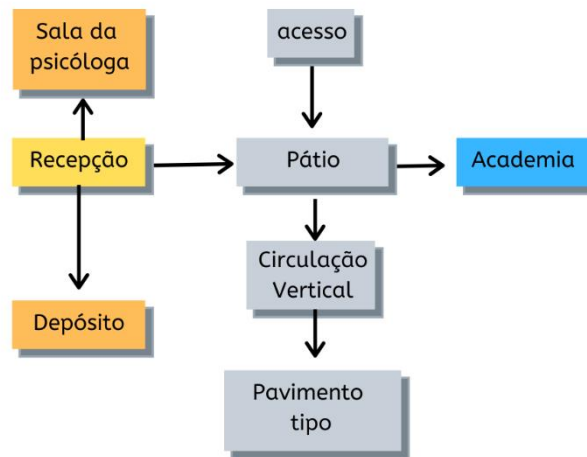 Sala da
psicóloga
acesso
Recepção
Pátio
Academia
Circulação
Vertical
Depósito
Pavimento
tipo